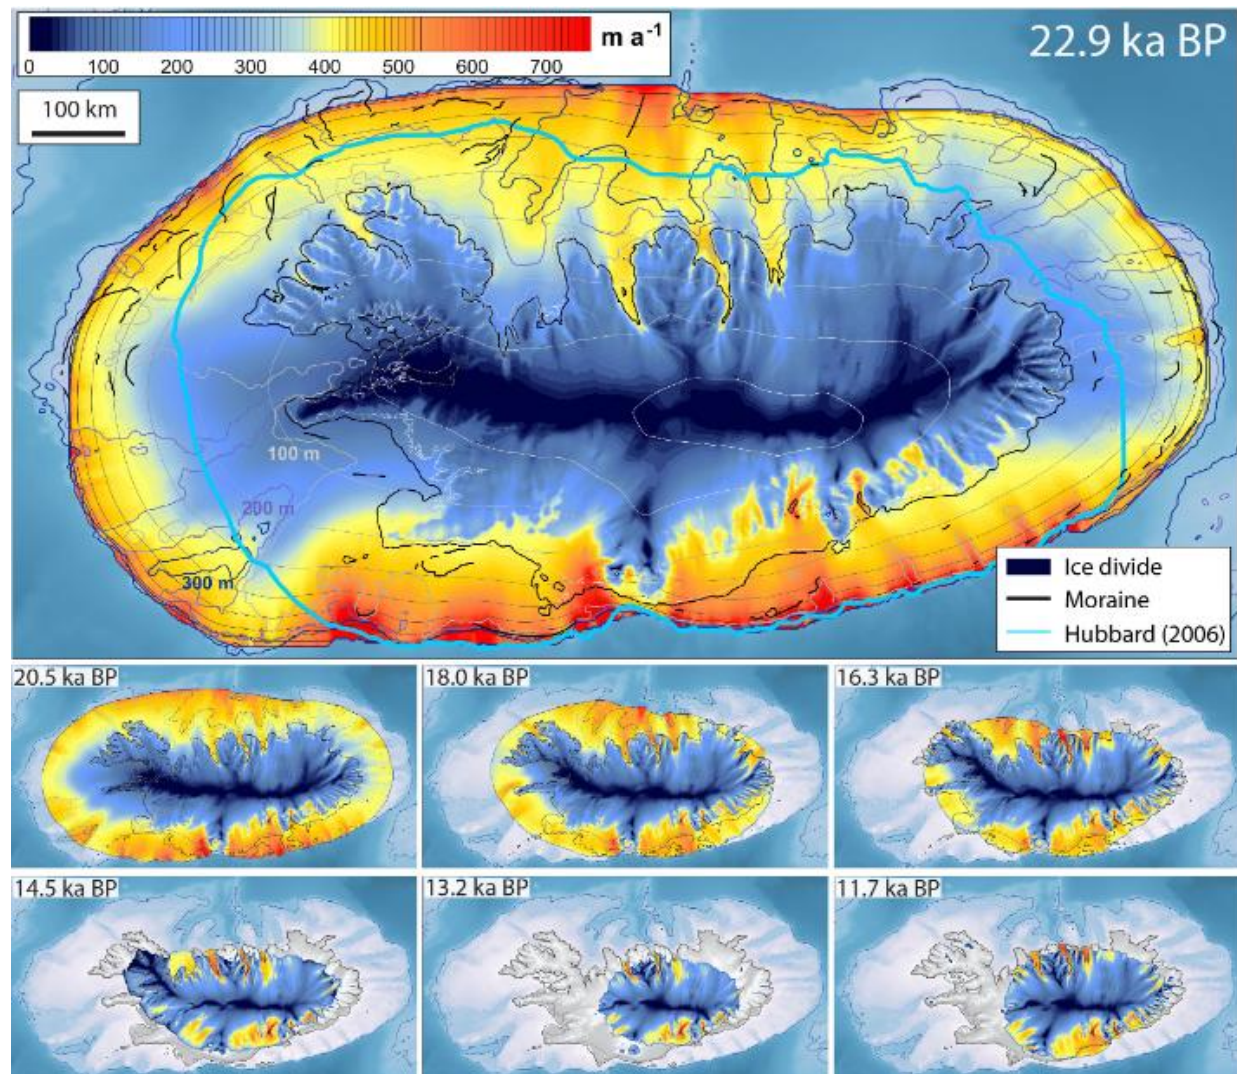 m a-1
0 100 200 300 400 500 600 700
22.9 ka BP
100 km
100 m
200 m
300 m
Ice divide
Moraine
Hubbard (2006)
20.5 ka BP
18.0 ka BP
16.3 ka BP
14.5 ka BP
13.2 ka BP
11.7 ka BP